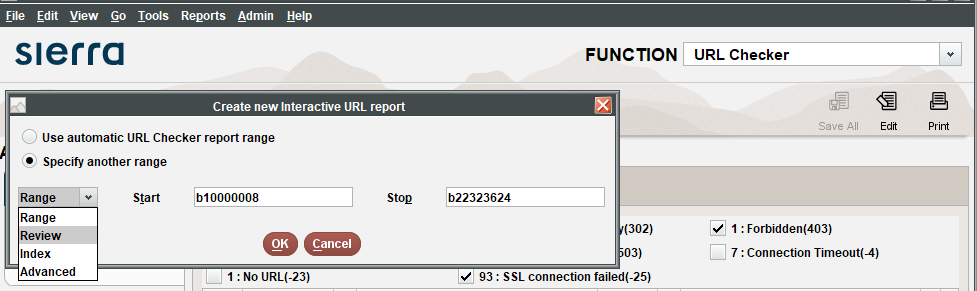 File Edit View Go Tools Reports Admin Help
sierra
FUNCTION URL Checker
Create new Interactive URL report
Save All Edit Print
Use automatic URL Checker report range
Specify another range
Range Start b10000008 Stop b22323624
Range
Review
Index
Advanced
OK Cancel
(302) 1 : Forbidden(403)
503) 7 : Connection Timeout(-4)
1 : No URL(-23) 93 : SSL connection failed(-25)